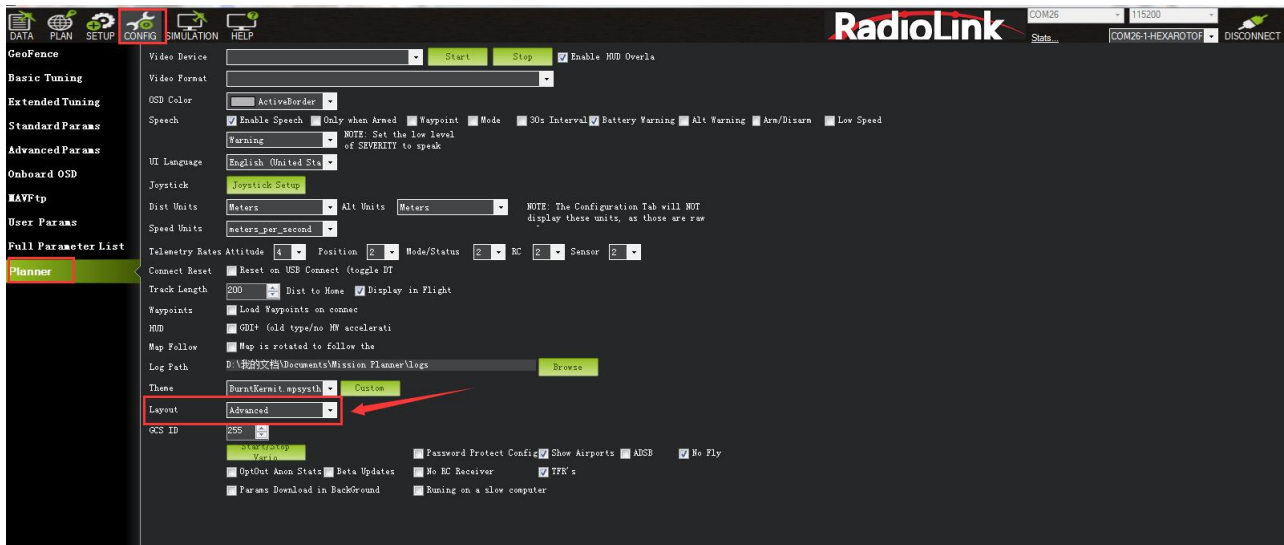 DATA PLAN SETUP CONFIG SIMULATION HELP RadioLink COM26 115200
Stats... COM26-1-HEXAROTOF DISCONNECT
GeoFence
Basic Tuning
Extended Tuning
Standard Params
Advanced Params
Onboard OSD
MAVFtp
User Params
Full Parameter List
Planner
Video Device Start Stop Enable HUD Overla
Video Format
OSD Color ActiveBorder
Speech Enable Speech Only when Armed Waypoint Mode 30s Interval Battery Warning Alt Warning Arm/Disarm Low Speed
Warning NOTE: Set the low level
of SEVERITY to speak
UI Language English (United Sta
Joystick Joystick Setup
Dist Units Meters Alt Units Meters NOTE: The Configuration Tab will NOT
display these units, as those are raw
Speed Units meters_per_second
Telemetry Rates Attitude 4 Position 2 Mode/Status 2 RC 2 Sensor 2
Connect Reset Reset on USB Connect (toggle DT
Track Length 200 Dist to Home Display in Flight
Waypoints Load Waypoints on connec
HUD GDI+ (old type/no HW accelerati
Map Follow Map is rotated to follow the
Log Path D:\我的文档\Documents\Mission Planner\logs Browse
Theme BurntKermit.mpsysth Custom
Layout Advanced
GCS ID 255
Start/Stop
Vario Password Protect Config Show Airports ADSB No Fly
OptOut Anon Stats Beta Updates No RC Receiver TFR's
Params Download in BackGround Runing on a slow computer